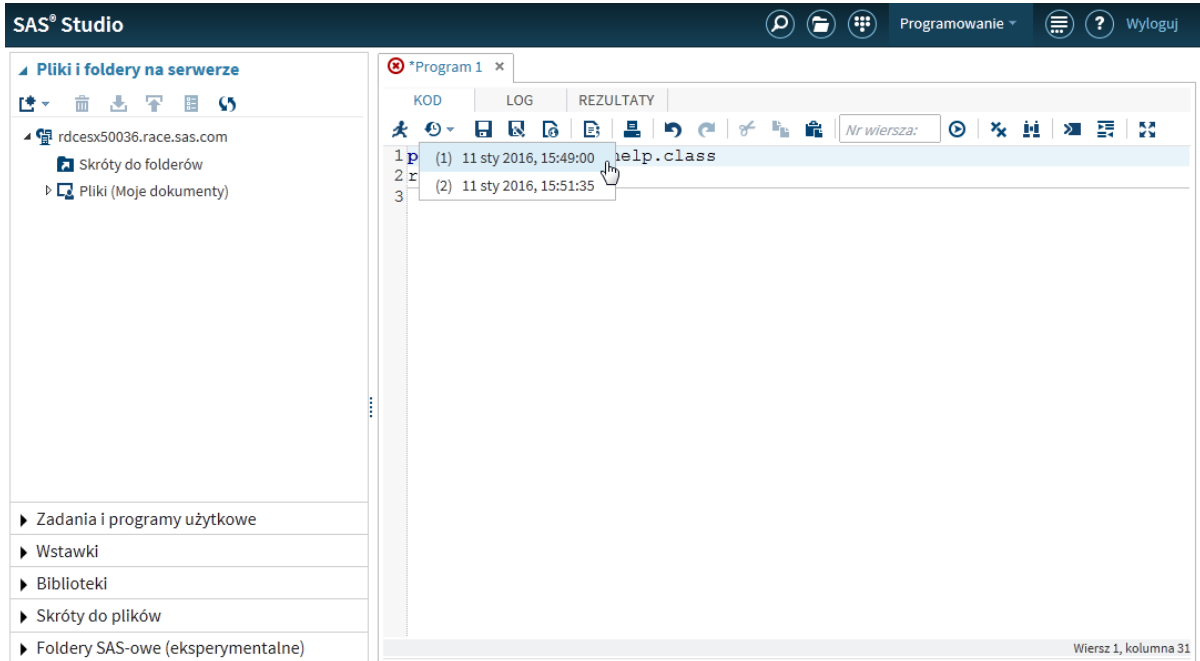 SAS® Studio
Programowanie
Wyloguj
Pliki i foldery na serwerze
rdcesx50036.race.sas.com
Skróty do folderów
Pliki (Moje dokumenty)
Zadania i programy użytkowe
Wstawki
Biblioteki
Skróty do plików
Foldery SAS-owe (eksperymentalne)
*Program 1
KOD LOG REZULTATY
Nr wiersza:
1 p help.class
(1) 11 sty 2016, 15:49:00
2 r
(2) 11 sty 2016, 15:51:35
3
Wiersz 1, kolumna 31